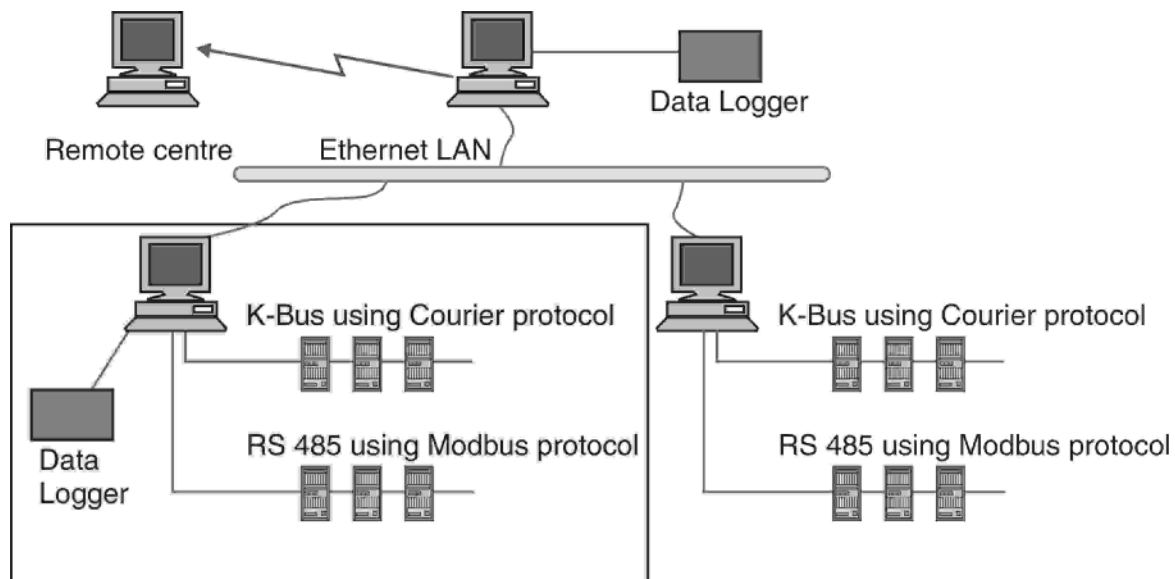 Data Logger
Remote centre
Ethernet LAN
K-Bus using Courier protocol
K-Bus using Courier protocol
Data
Logger
RS 485 using Modbus protocol
RS 485 using Modbus protocol